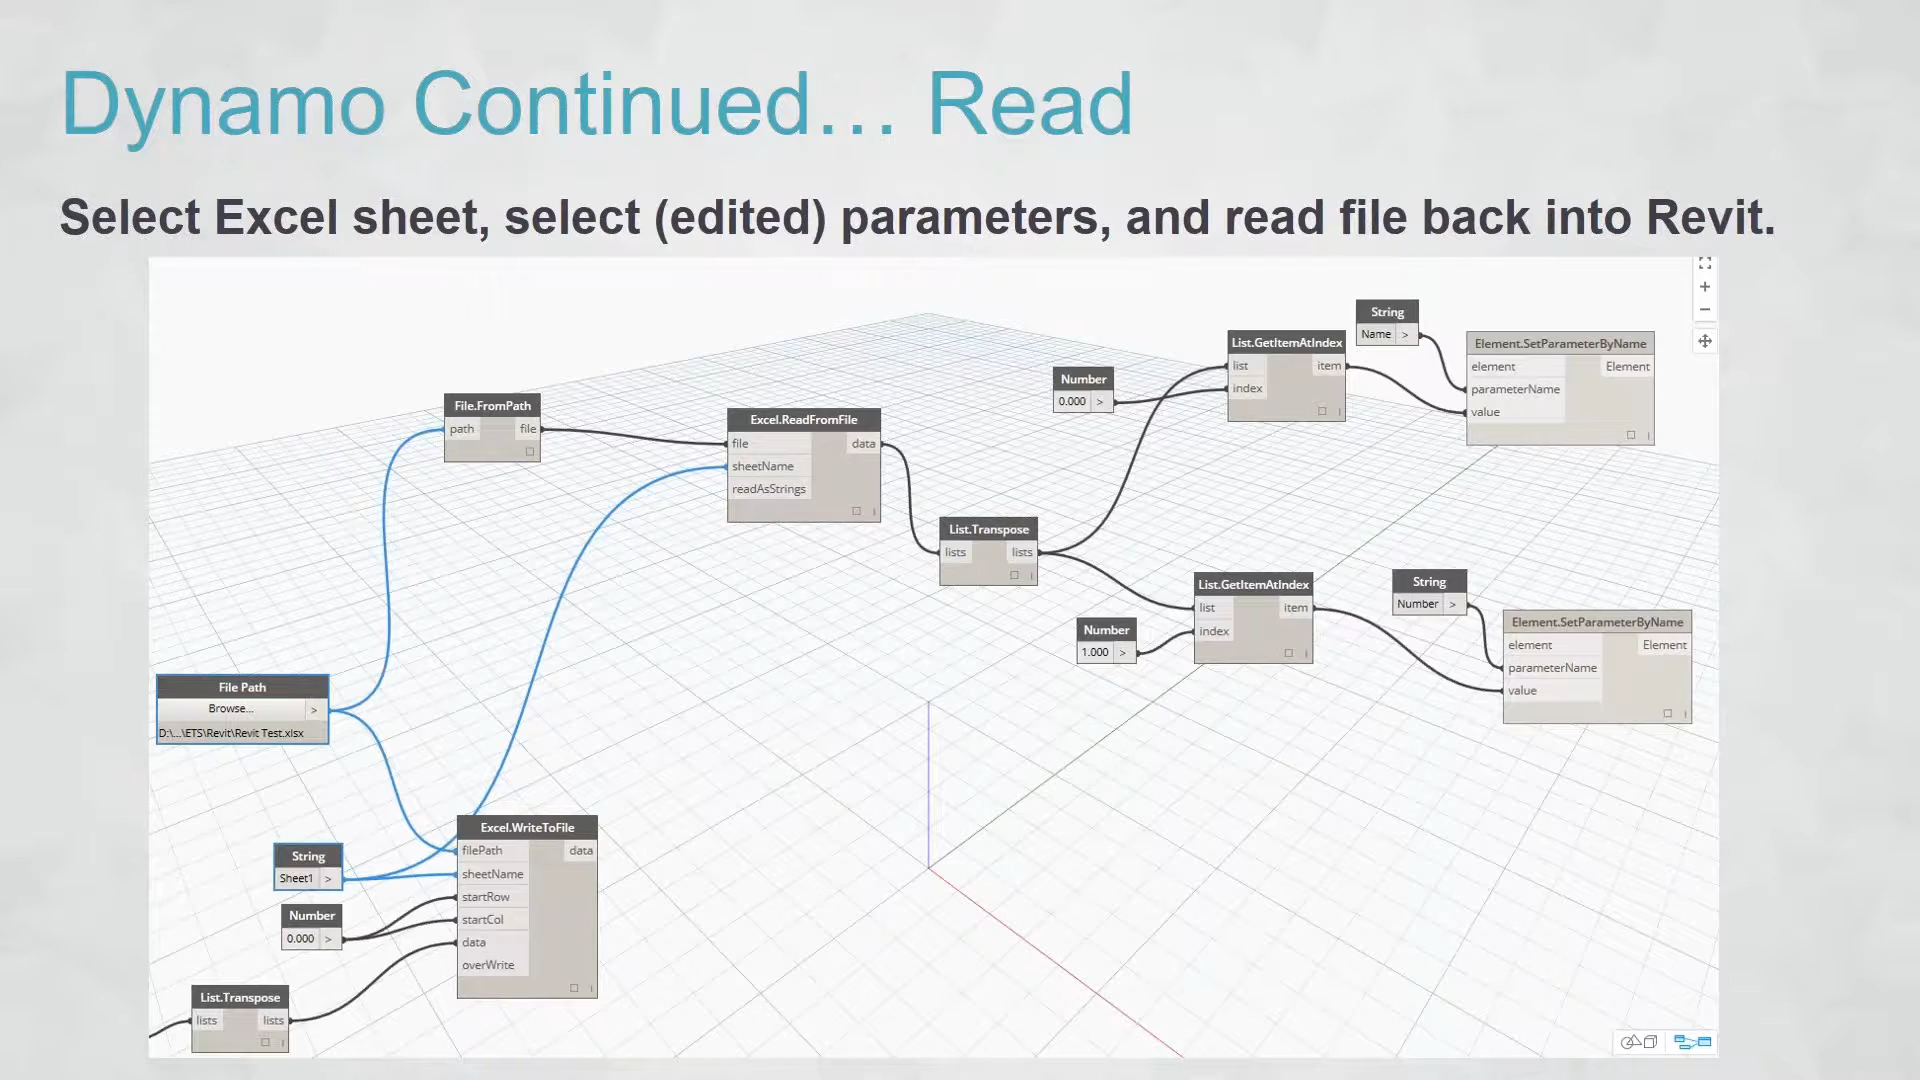 Dynamo Continued... Read
Select Excel sheet, select (edited) parameters, and read file back into Revit.
File.FromPath
path file
Excel.ReadFromFile
file data
sheetName
readAsStrings
List.Transpose
lists lists
Number
0.000 >
List.GetItemAtIndex
list item
index
String
Name >
Element.SetParameterByName
element Element
parameterName
value
Number
1.000 >
List.GetItemAtIndex
list item
index
String
Number >
Element.SetParameterByName
element Element
parameterName
value
File Path
Browse... >
D:\...\ETS\Revit\Revit Test.xlsx
String
Sheet1 >
Number
0.000 >
List.Transpose
lists lists
Excel.WriteToFile
filePath data
sheetName
startRow
startCol
data
overWrite